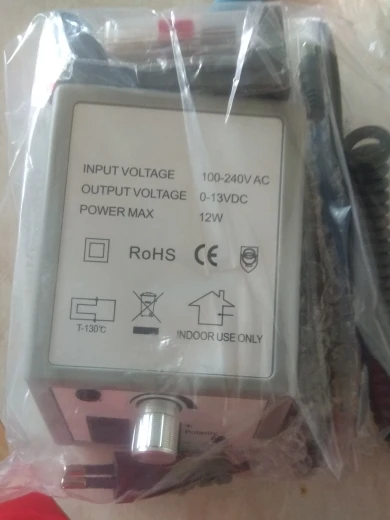 INPUT VOLTAGE 100-240V AC
OUTPUT VOLTAGE 0-13VDC
POWER MAX 12W
RoHS CE
T-130℃
INDOOR USE ONLY